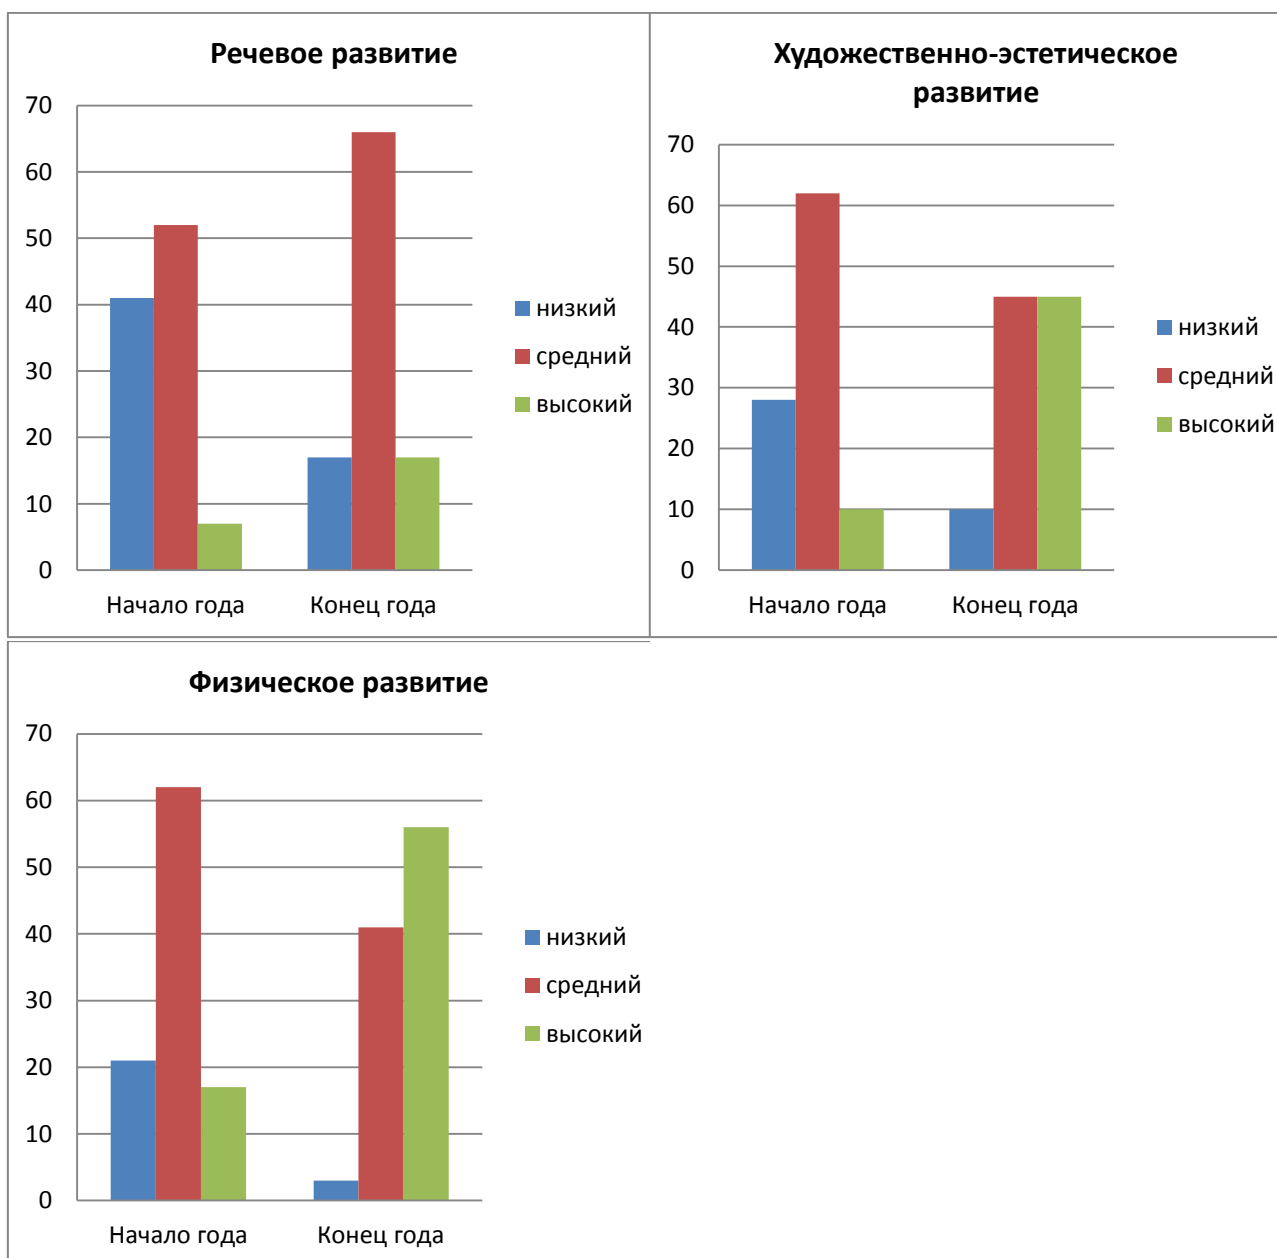 Речевое развитие
70
60
50
40
30
20
10
0
Начало года
Конец года
низкий
средний
высокий
Художественно-эстетическое
развитие
70
60
50
40
30
20
10
0
Начало года
Конец года
низкий
средний
высокий
Физическое развитие
70
60
50
40
30
20
10
0
Начало года
Конец года
низкий
средний
высокий